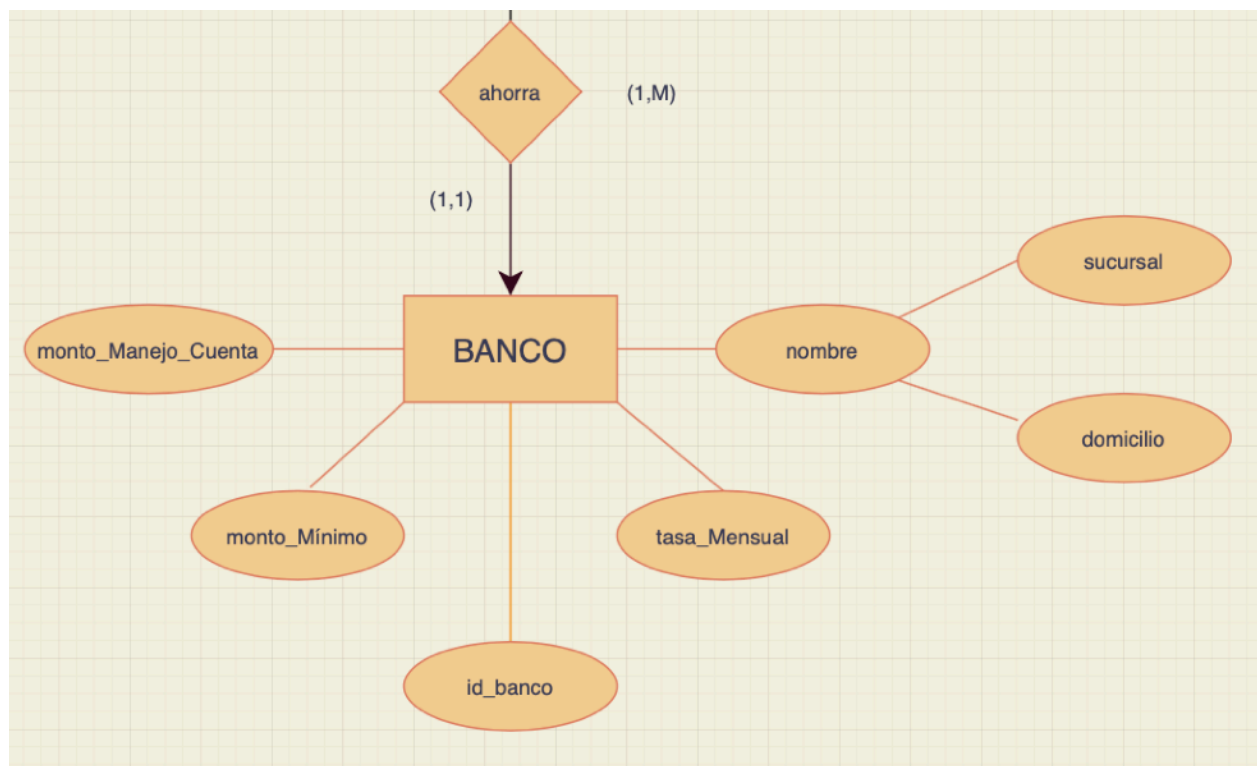 ahorra
(1,M)
(1,1)
sucursal
monto_Manejo_Cuenta
BANCO
nombre
domicilio
monto_Mínimo
tasa_Mensual
id_banco